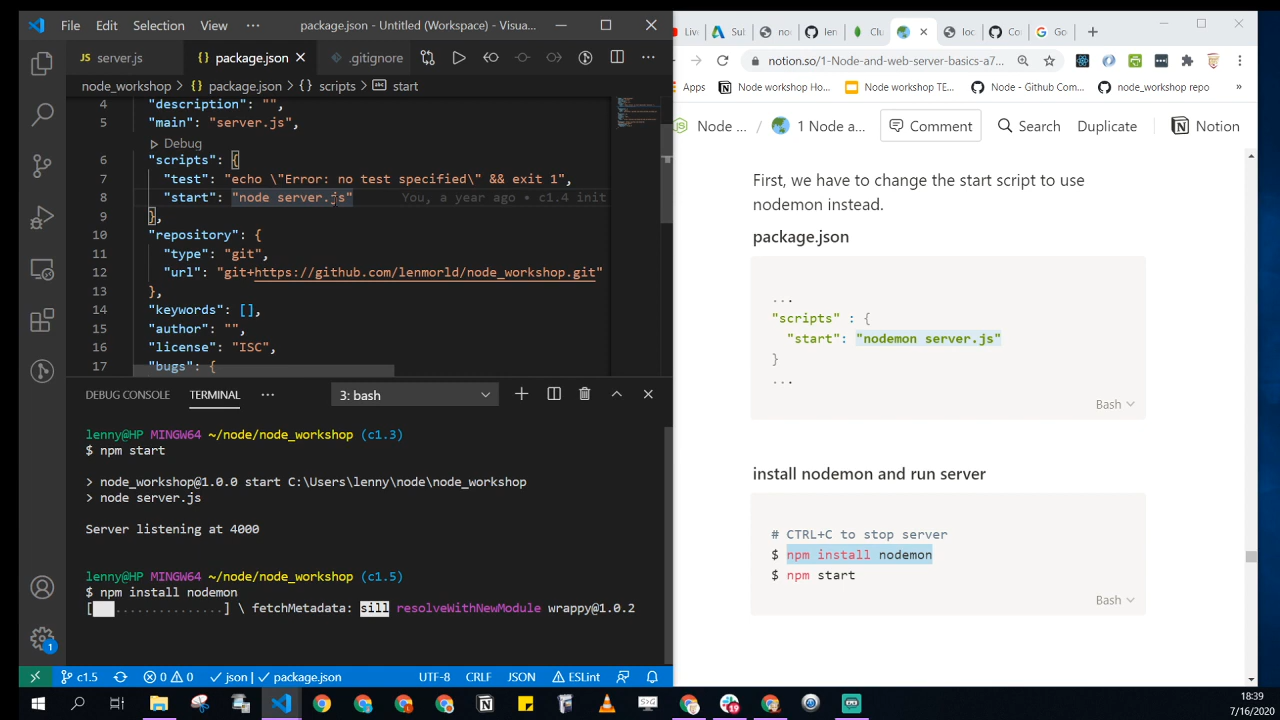 File Edit Selection View ··· package.json - Untitled (Workspace) - Visua...
JS server.js {} package.json .gitignore ···
node_workshop > {} package.json > {} scripts > start
4 "description": "",
5 "main": "server.js",
Debug
6 "scripts": {
7 "test": "echo \"Error: no test specified\" && exit 1",
8 "start": "node server.js" You, a year ago • c1.4 init
9 },
10 "repository": {
11 "type": "git",
12 "url": "git+https://github.com/lenmorld/node_workshop.git"
13 },
14 "keywords": [],
15 "author": "",
16 "license": "ISC",
17 "bugs": {
DEBUG CONSOLE TERMINAL ··· 3: bash
lenny@HP MINGW64 ~/node/node_workshop (c1.3)
$ npm start
> node_workshop@1.0.0 start C:\Users\lenny\node\node_workshop
> node server.js
Server listening at 4000
lenny@HP MINGW64 ~/node/node_workshop (c1.5)
$ npm install nodemon
[ ...............] \ fetchMetadata: sill resolveWithNewModule wrappy@1.0.2
c1.5 0 0 json package.json UTF-8 CRLF JSON ESLint
1
Live Sul no len Clu loc Co Go
notion.so/1-Node-and-web-server-basics-a7...
Apps Node workshop Ho... Node workshop TE... Node - Github Com... node_workshop repo »
Node ... / 1 Node a... Comment Search Duplicate Notion
First, we have to change the start script to use
nodemon instead.
package.json
...
"scripts" : {
"start": "nodemon server.js"
}
...
Bash
install nodemon and run server
# CTRL+C to stop server
$ npm install nodemon
$ npm start
Bash
18:39
7/16/2020